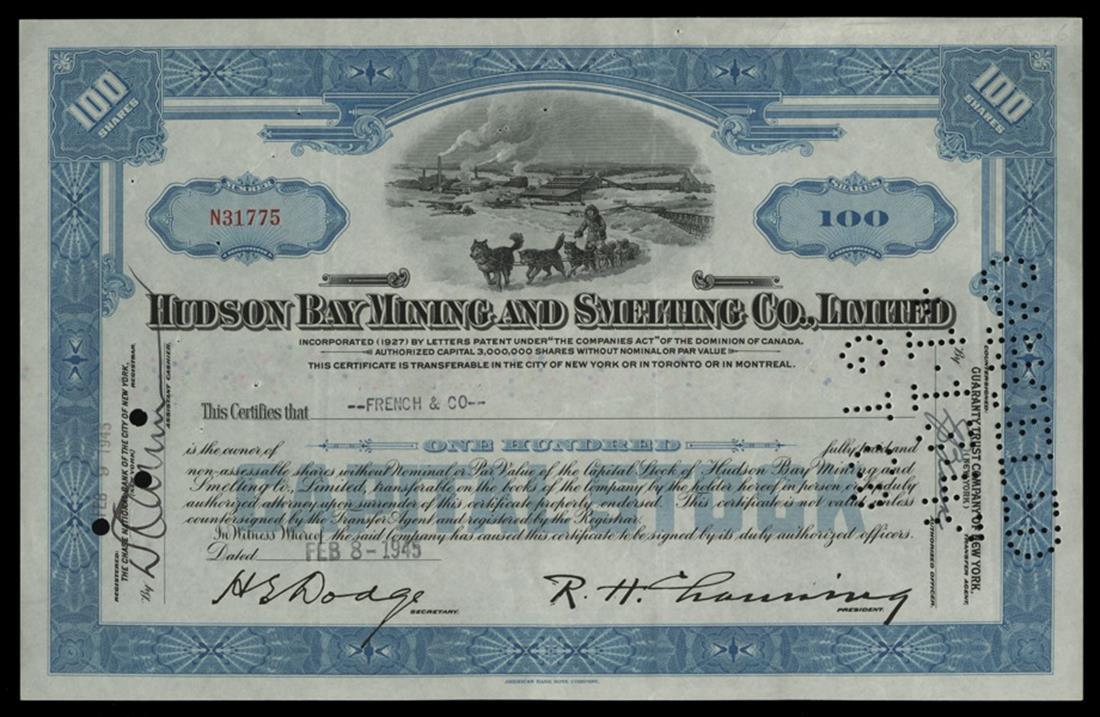 100
SHARES
100
SHARES
NUMBER
N31775
SHARES
100
HUDSON BAY MINING AND SMELTING CO., LIMITED
INCORPORATED (1927) BY LETTERS PATENT UNDER "THE COMPANIES ACT" OF THE DOMINION OF CANADA.
AUTHORIZED CAPITAL 3,000,000 SHARES WITHOUT NOMINAL OR PAR VALUE
THIS CERTIFICATE IS TRANSFERABLE IN THE CITY OF NEW YORK OR IN TORONTO OR IN MONTREAL.
This Certifies that --FRENCH & CO--
is the owner of ONE HUNDRED fully paid and
non-assessable shares without Nominal or Par Value of the Capital Stock of Hudson Bay Mining and
Smelting Co., Limited, transferable on the books of the Company by the holder hereof in person or by duly
authorized attorney upon surrender of this certificate properly endorsed. This certificate is not valid unless
countersigned by the Transfer Agent and registered by the Registrar.
In Witness Whereof the said Company has caused this certificate to be signed by its duly authorized officers.
Dated FEB 8-1945
H E Dodge
SECRETARY.
R. H. Channing
PRESIDENT.
REGISTERED: FEB 9 1945
THE CHASE NATIONAL BANK OF THE CITY OF NEW YORK,
(NEW YORK) REGISTRAR.
By
ASSISTANT CASHIER.
COUNTERSIGNED:
GUARANTY TRUST COMPANY OF NEW YORK.
(NEW YORK) TRANSFER AGENT.
By
AUTHORIZED OFFICER.
AMERICAN BANK NOTE COMPANY.